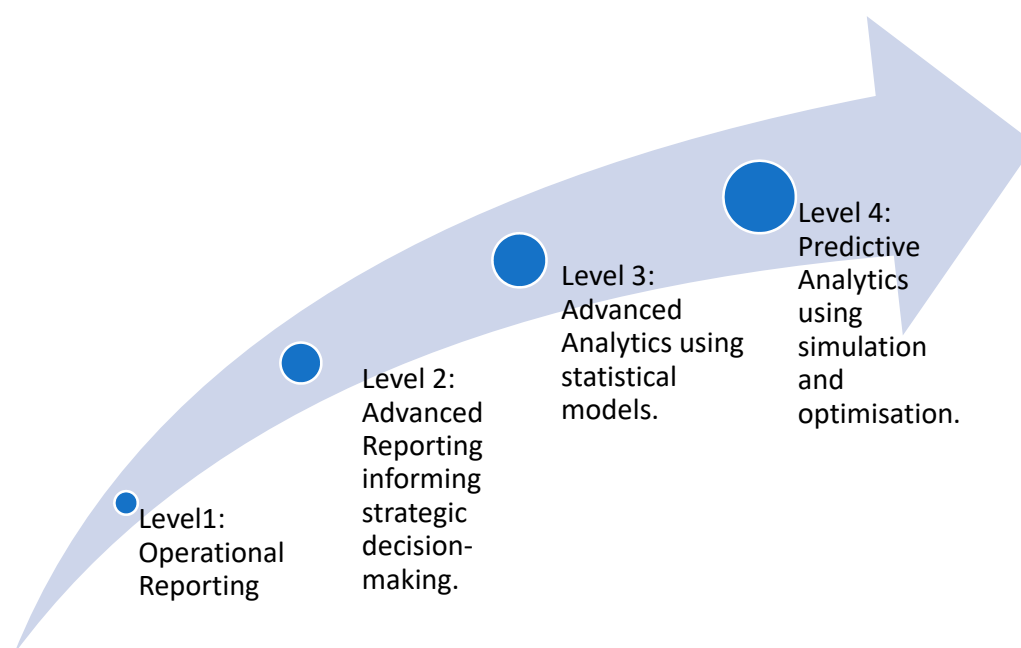 Level1:
Operational
Reporting
Level 2:
Advanced
Reporting
informing
strategic
decision-
making.
Level 3:
Advanced
Analytics using
statistical
models.
Level 4:
Predictive
Analytics
using
simulation
and
optimisation.